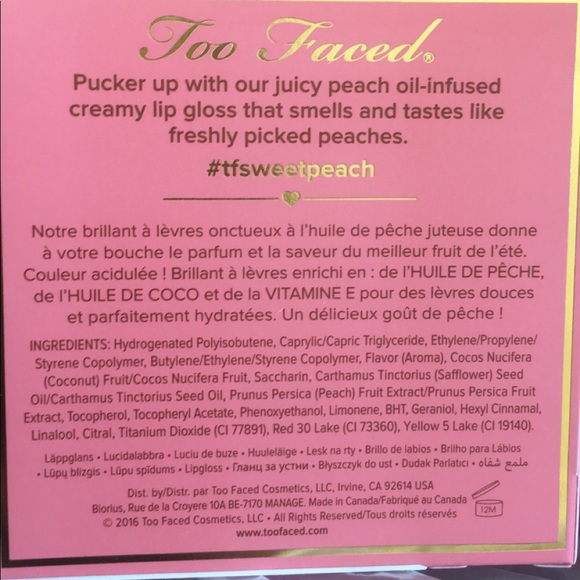 Too Faced®
Pucker up with our juicy peach oil-infused
creamy lip gloss that smells and tastes like
freshly picked peaches.
#tfsweetpeach
Notre brillant à lèvres onctueux à l'huile de pêche juteuse donne
à votre bouche le parfum et la saveur du meilleur fruit de l'été.
Couleur acidulée ! Brillant à lèvres enrichi en : de l'HUILE DE PÊCHE,
de l'HUILE DE COCO et de la VITAMINE E pour des lèvres douces
et parfaitement hydratées. Un délicieux goût de pêche !
INGREDIENTS: Hydrogenated Polyisobutene, Caprylic/Capric Triglyceride, Ethylene/Propylene/
Styrene Copolymer, Butylene/Ethylene/Styrene Copolymer, Flavor (Aroma), Cocos Nucifera
(Coconut) Fruit/Cocos Nucifera Fruit, Saccharin, Carthamus Tinctorius (Safflower) Seed
Oil/Carthamus Tinctorius Seed Oil, Prunus Persica (Peach) Fruit Extract/Prunus Persica Fruit
Extract, Tocopherol, Tocopheryl Acetate, Phenoxyethanol, Limonene, BHT, Geraniol, Hexyl Cinnamal,
Linalool, Citral, Titanium Dioxide (CI 77891), Red 30 Lake (CI 73360), Yellow 5 Lake (CI 19140).
Läppglans • Lucidalabbra • Luciu de buze • Huulelāige • Lesk na rty • Brillo de labios • Brilho para Lábios
• Lūpų blizgis • Lūpu spīdums • Lipgloss • Гланц за устни • Błyszczyk do ust • Dudak Parlatıcı • ملمع شفاه •
Dist. by/Distr. par Too Faced Cosmetics, LLC, Irvine, CA 92614 USA
Biorius, Rue de la Croyere 10A BE-7170 MANAGE. Made in Canada/Fabriqué au Canada
© 2016 Too Faced Cosmetics, LLC • All Rights Reserved/Tous droits réservés
www.toofaced.com
12M